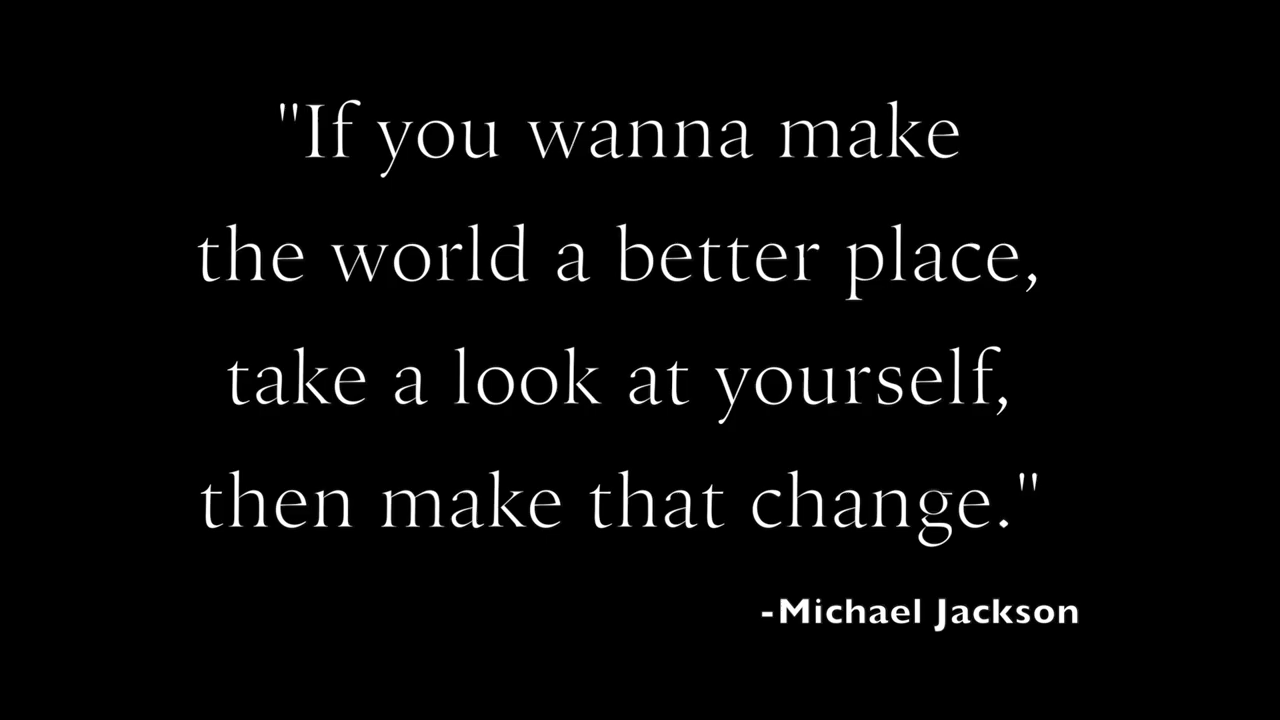 "If you wanna make
the world a better place,
take a look at yourself,
then make that change."
-Michael Jackson